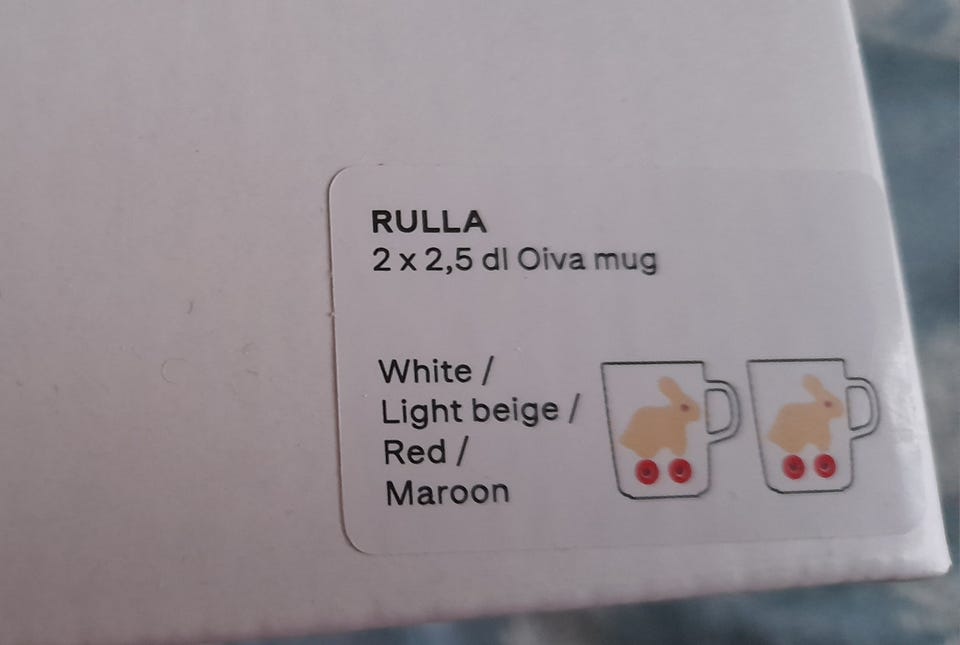 RULLA
2 x 2,5 dl Oiva mug
White /
Light beige /
Red /
Maroon